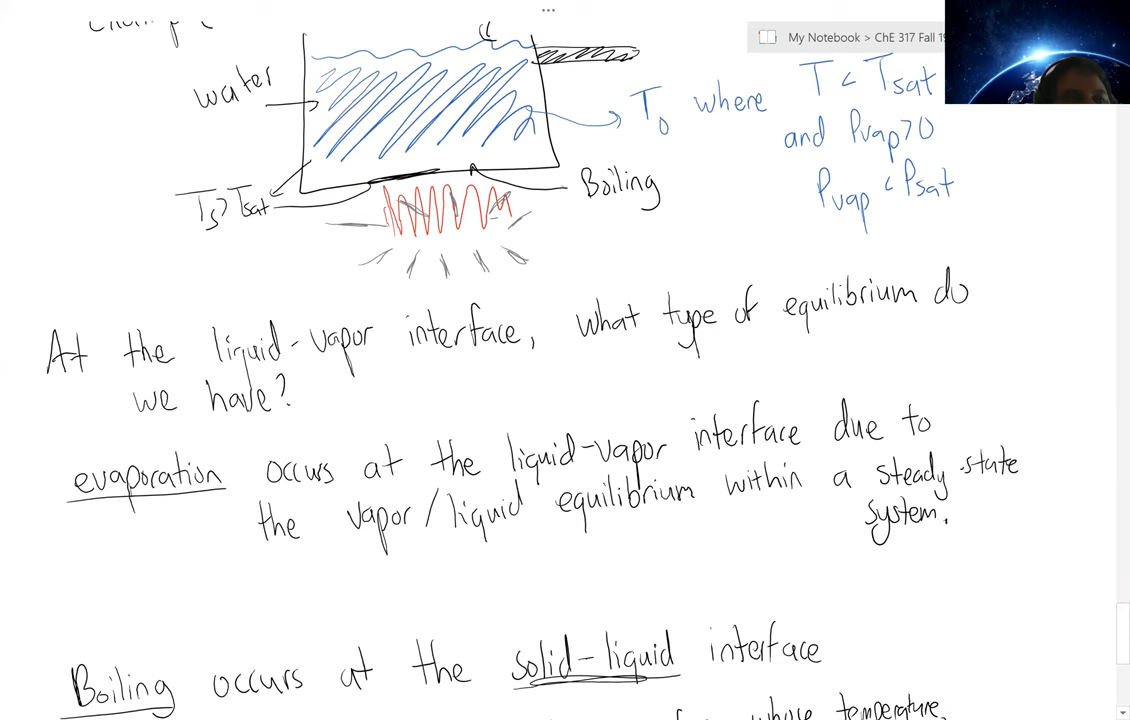 My Notebook > ChE 317 Fall
water
T₀ where T < Tsat
and Pvap>0
Pvap < Psat
Ts>Tsat
Boiling
At the liquid-vapor interface, what type of equilibrium do
we have?
evaporation occurs at the liquid-vapor interface due to
the vapor/liquid equilibrium within a steady-state
system.
Boiling occurs at the solid-liquid interface
whose temperature,